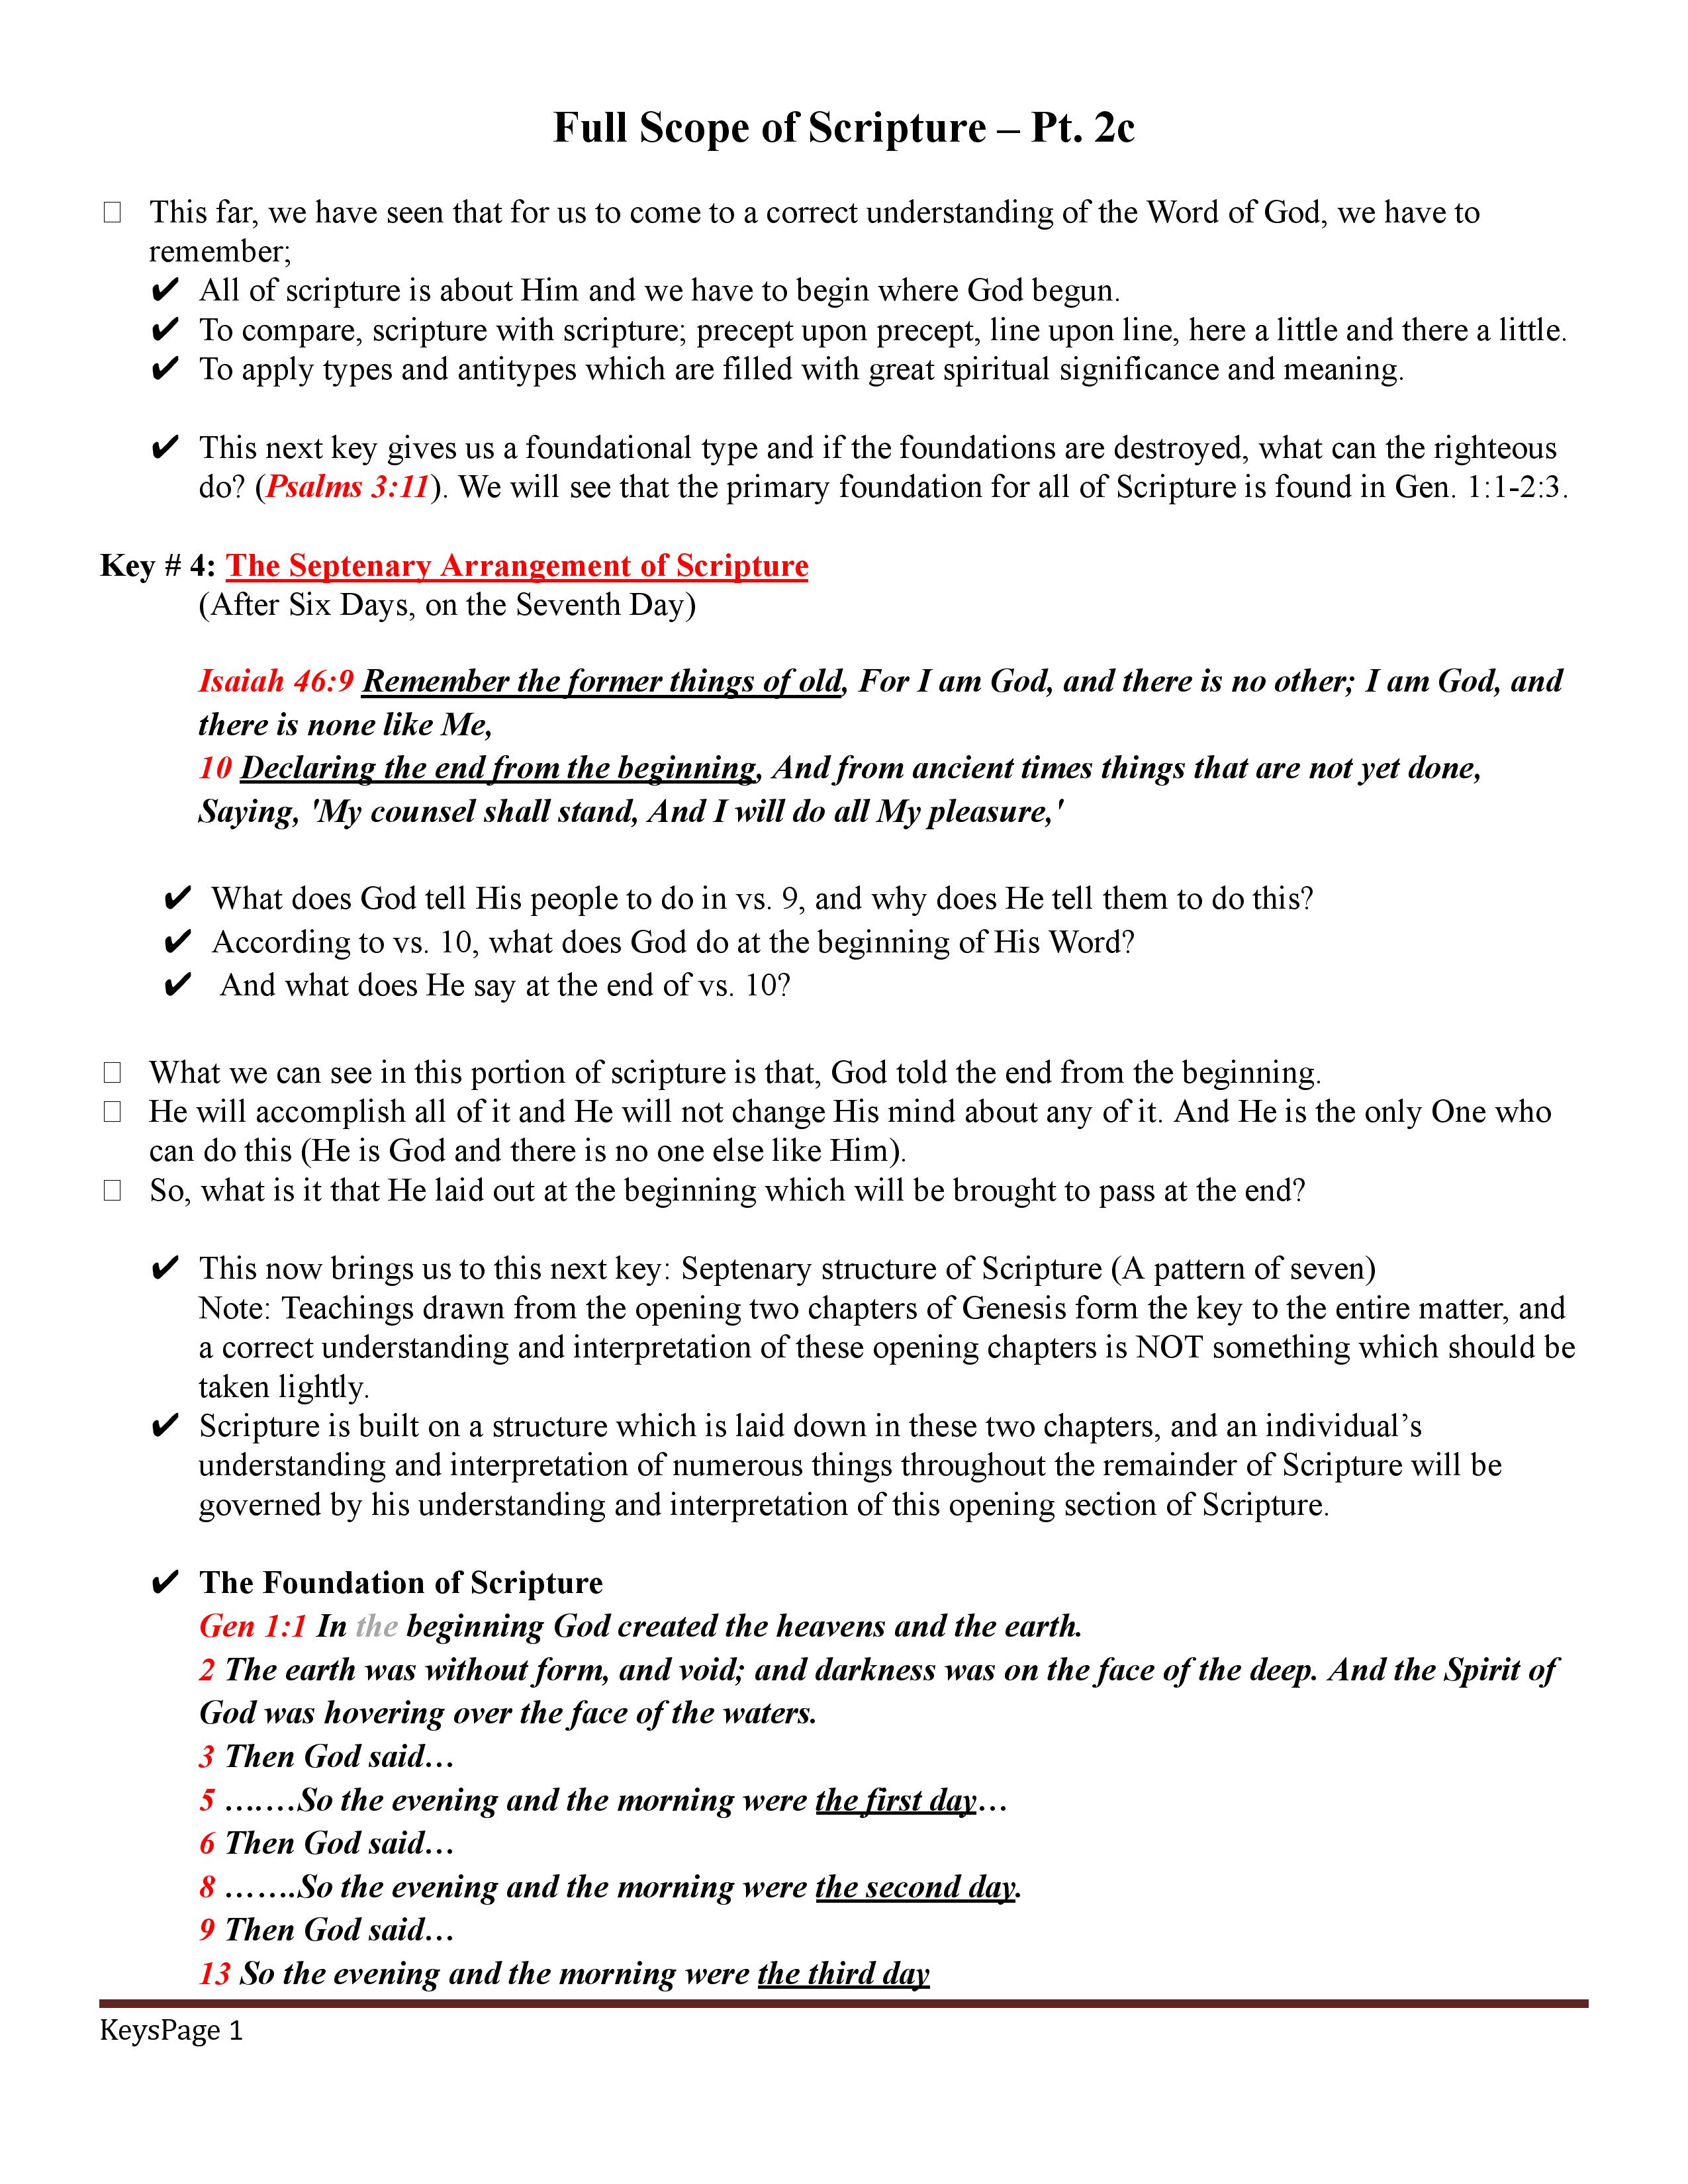 Full Scope of Scripture – Pt. 2c
This far, we have seen that for us to come to a correct understanding of the Word of God, we have to
remember;
✔ All of scripture is about Him and we have to begin where God begun.
✔ To compare, scripture with scripture; precept upon precept, line upon line, here a little and there a little.
✔ To apply types and antitypes which are filled with great spiritual significance and meaning.
✔ This next key gives us a foundational type and if the foundations are destroyed, what can the righteous
do? (Psalms 3:11). We will see that the primary foundation for all of Scripture is found in Gen. 1:1-2:3.
Key # 4: The Septenary Arrangement of Scripture
(After Six Days, on the Seventh Day)
Isaiah 46:9 Remember the former things of old, For I am God, and there is no other; I am God, and
there is none like Me,
10 Declaring the end from the beginning, And from ancient times things that are not yet done,
Saying, 'My counsel shall stand, And I will do all My pleasure,'
✔ What does God tell His people to do in vs. 9, and why does He tell them to do this?
✔ According to vs. 10, what does God do at the beginning of His Word?
✔ And what does He say at the end of vs. 10?
What we can see in this portion of scripture is that, God told the end from the beginning.
He will accomplish all of it and He will not change His mind about any of it. And He is the only One who
can do this (He is God and there is no one else like Him).
So, what is it that He laid out at the beginning which will be brought to pass at the end?
✔ This now brings us to this next key: Septenary structure of Scripture (A pattern of seven)
Note: Teachings drawn from the opening two chapters of Genesis form the key to the entire matter, and
a correct understanding and interpretation of these opening chapters is NOT something which should be
taken lightly.
✔ Scripture is built on a structure which is laid down in these two chapters, and an individual’s
understanding and interpretation of numerous things throughout the remainder of Scripture will be
governed by his understanding and interpretation of this opening section of Scripture.
✔ The Foundation of Scripture
Gen 1:1 In the beginning God created the heavens and the earth.
2 The earth was without form, and void; and darkness was on the face of the deep. And the Spirit of
God was hovering over the face of the waters.
3 Then God said…
5 …….So the evening and the morning were the first day…
6 Then God said…
8 …….So the evening and the morning were the second day.
9 Then God said…
13 So the evening and the morning were the third day
KeysPage 1